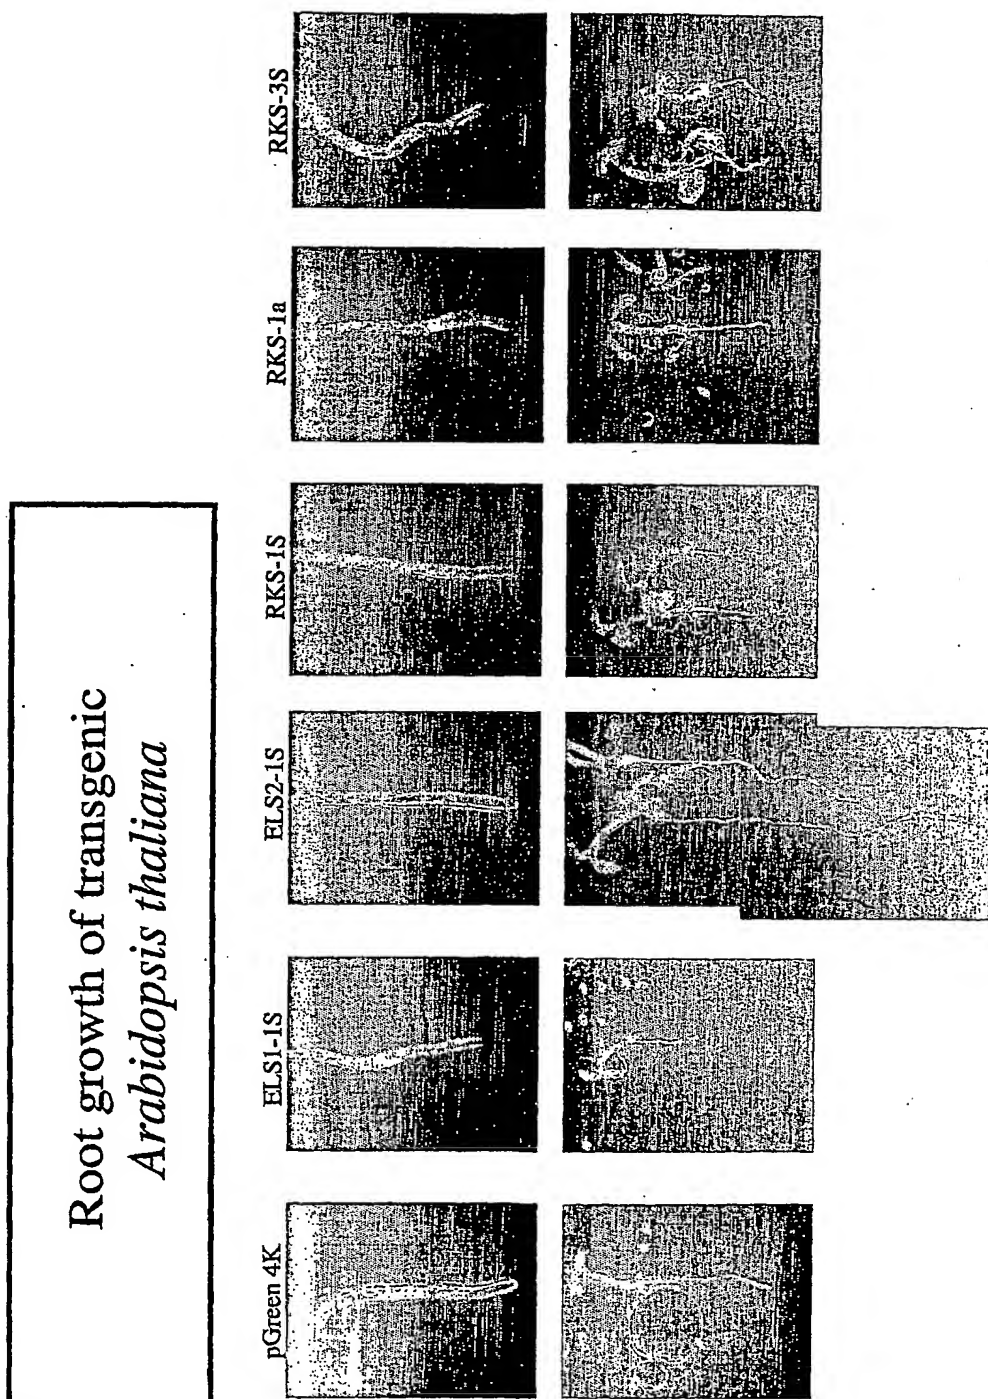 Root growth of transgenic
Arabidopsis thaliana
pGreen 4K
ELS1-1S
ELS2-1S
RKS-1S
RKS-1a
RKS-3S